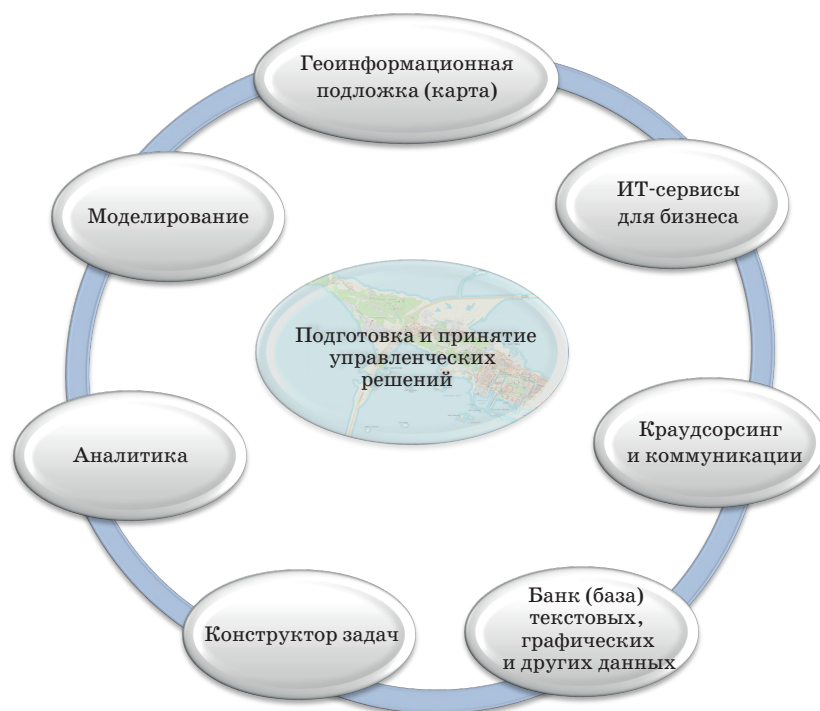 Геоинформационная
подложка (карта)
ИТ-сервисы
для бизнеса
Моделирование
Подготовка и принятие
управленческих
решений
Краудсорсинг
и коммуникации
Аналитика
Банк (база)
текстовых,
графических
и других данных
Конструктор задач